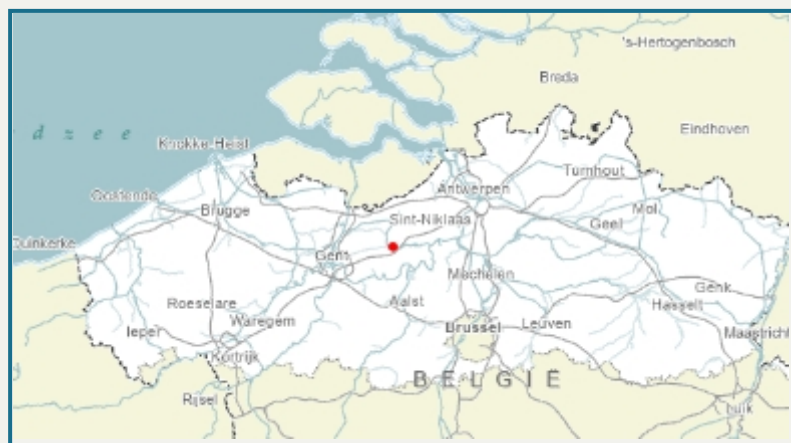 's-Hertogenbosch
Breda
d z e e
Eindhoven
Knokke-Heist
Turnhout
Antwerpen
Oostende
Mol
Brugge
Sint-Niklaas
Geel
Duinkerke
Gent
Mechelen
Genk
Roeselare
Aalst
Hasselt
Waregem
Ieper
Brussel
Leuven
Maastricht
Kortrijk
BELGIË
Rijsel
Luik